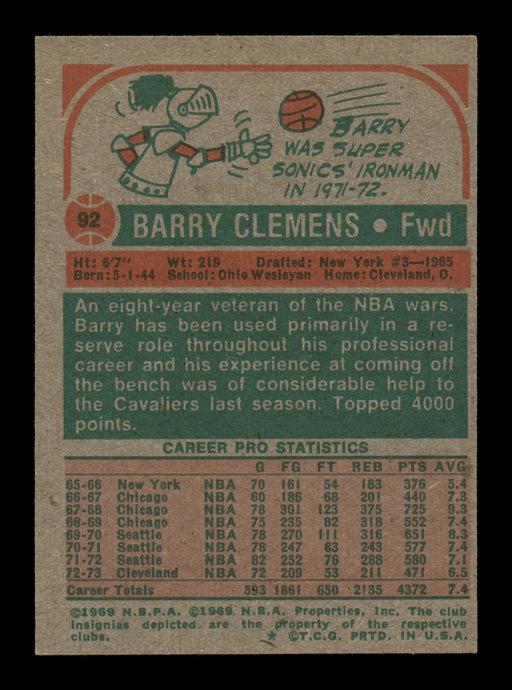 BARRY
WAS SUPER
SONICS' IRONMAN
IN 1971-72.
92
BARRY CLEMENS • Fwd
Ht: 6'7" Wt: 219 Drafted: New York #3—1965
Born: 5-1-44 School: Ohio Wesleyan Home: Cleveland, O.
An eight-year veteran of the NBA wars,
Barry has been used primarily in a re-
serve role throughout his professional
career and his experience at coming off
the bench was of considerable help to
the Cavaliers last season. Topped 4000
points.
CAREER PRO STATISTICS
G FG FT REB PTS AVG
65-66 New York NBA 70 161 54 183 376 5.4
66-67 Chicago NBA 60 186 68 201 440 7.3
67-68 Chicago NBA 78 301 123 375 725 9.3
68-69 Chicago NBA 75 235 82 318 552 7.4
69-70 Seattle NBA 78 270 111 316 651 8.3
70-71 Seattle NBA 78 247 83 243 577 7.4
71-72 Seattle NBA 82 252 76 288 580 7.1
72-73 Cleveland NBA 72 209 53 211 471 6.5
Career Totals 593 1861 650 2135 4372 7.4
©1969 N.B.P.A. ©1969 N.B.A. Properties, Inc. The club
insignias depicted are the property of the respective
clubs. * ©T.C.G. PRTD. IN U.S.A.